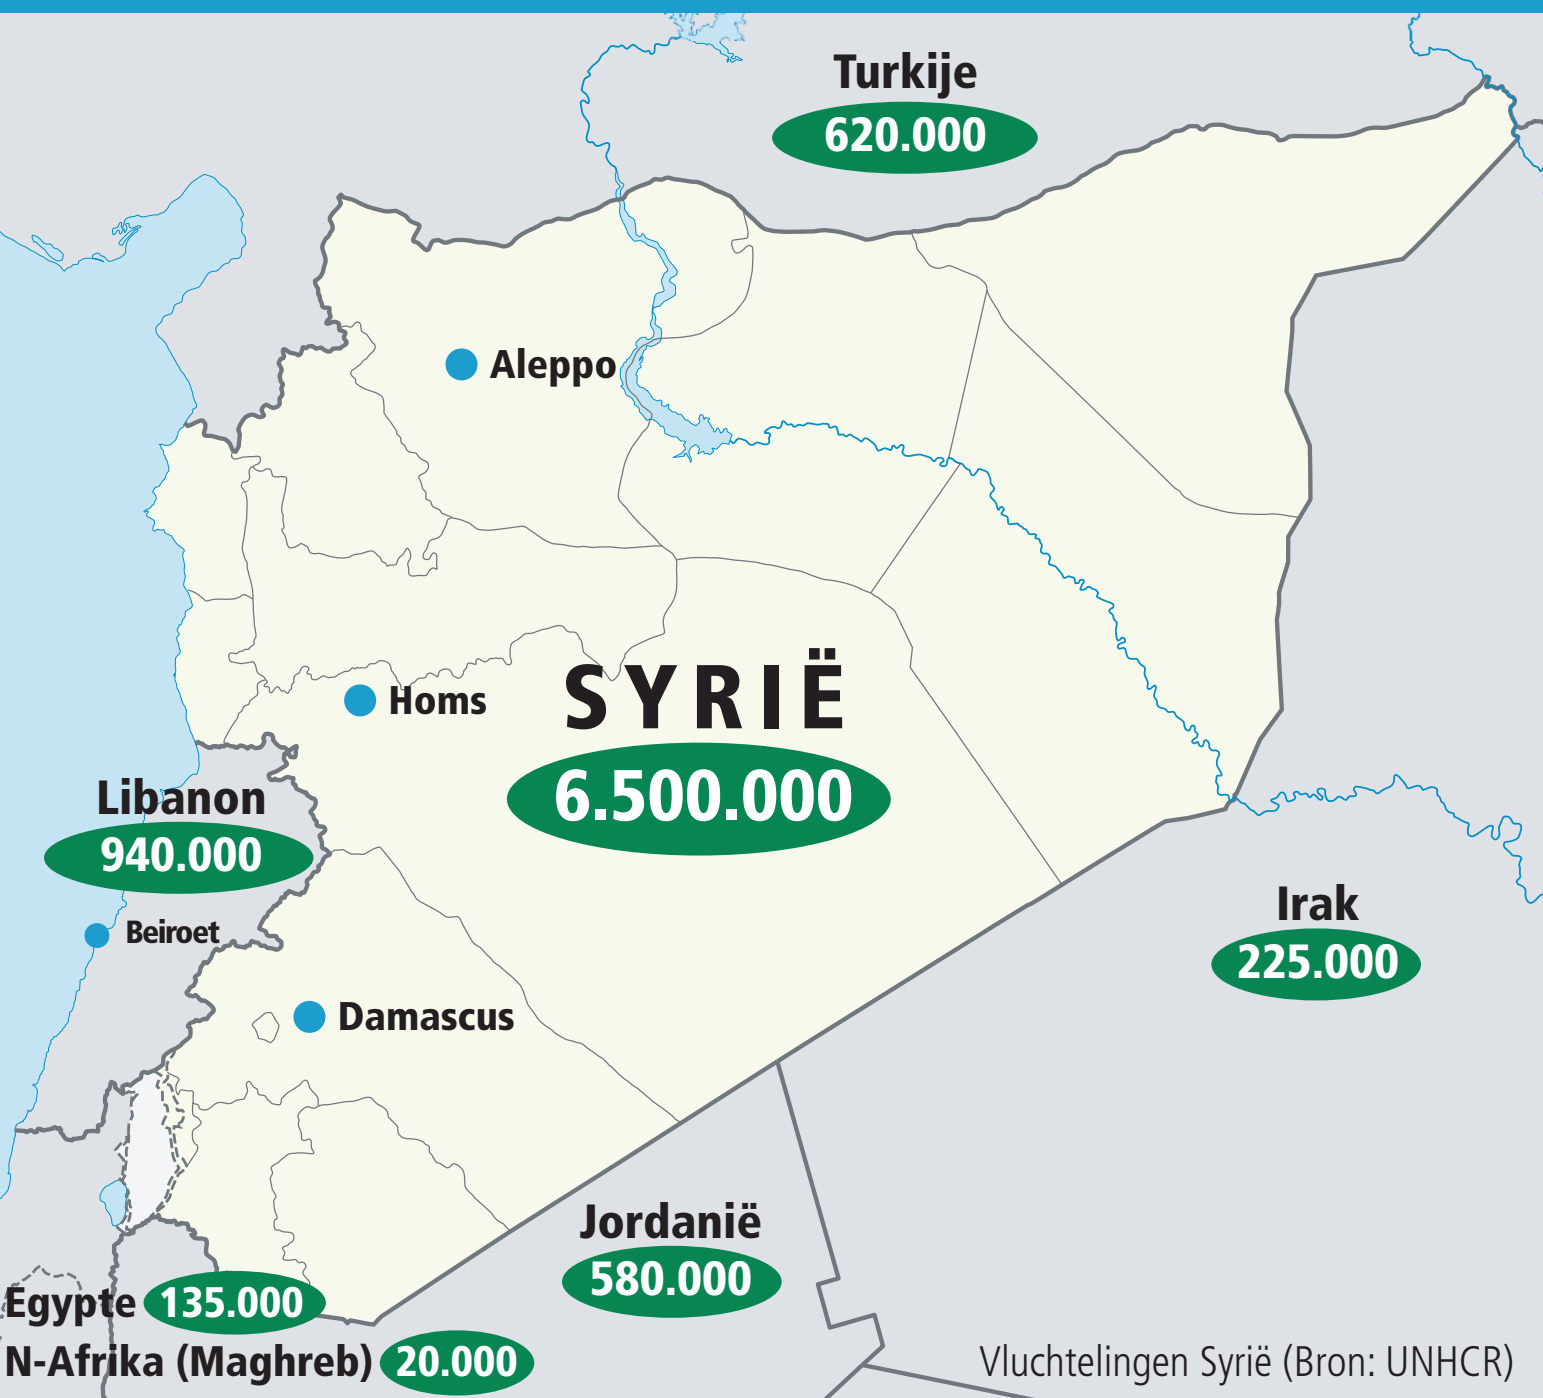 Turkije
620.000
Aleppo
Homs
SYRIË
6.500.000
Libanon
940.000
Beiroet
Irak
225.000
Damascus
Jordanië
580.000
Egypte 135.000
N-Afrika (Maghreb) 20.000
Vluchtelingen Syrië (Bron: UNHCR)